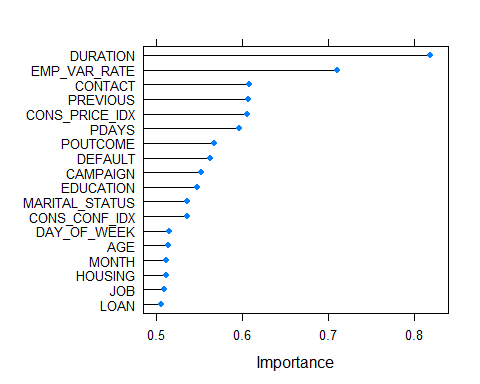 DURATION
EMP_VAR_RATE
CONTACT
PREVIOUS
CONS_PRICE_IDX
PDAYS
POUTCOME
DEFAULT
CAMPAIGN
EDUCATION
MARITAL_STATUS
CONS_CONF_IDX
DAY_OF_WEEK
AGE
MONTH
HOUSING
JOB
LOAN
0.5 0.6 0.7 0.8
Importance